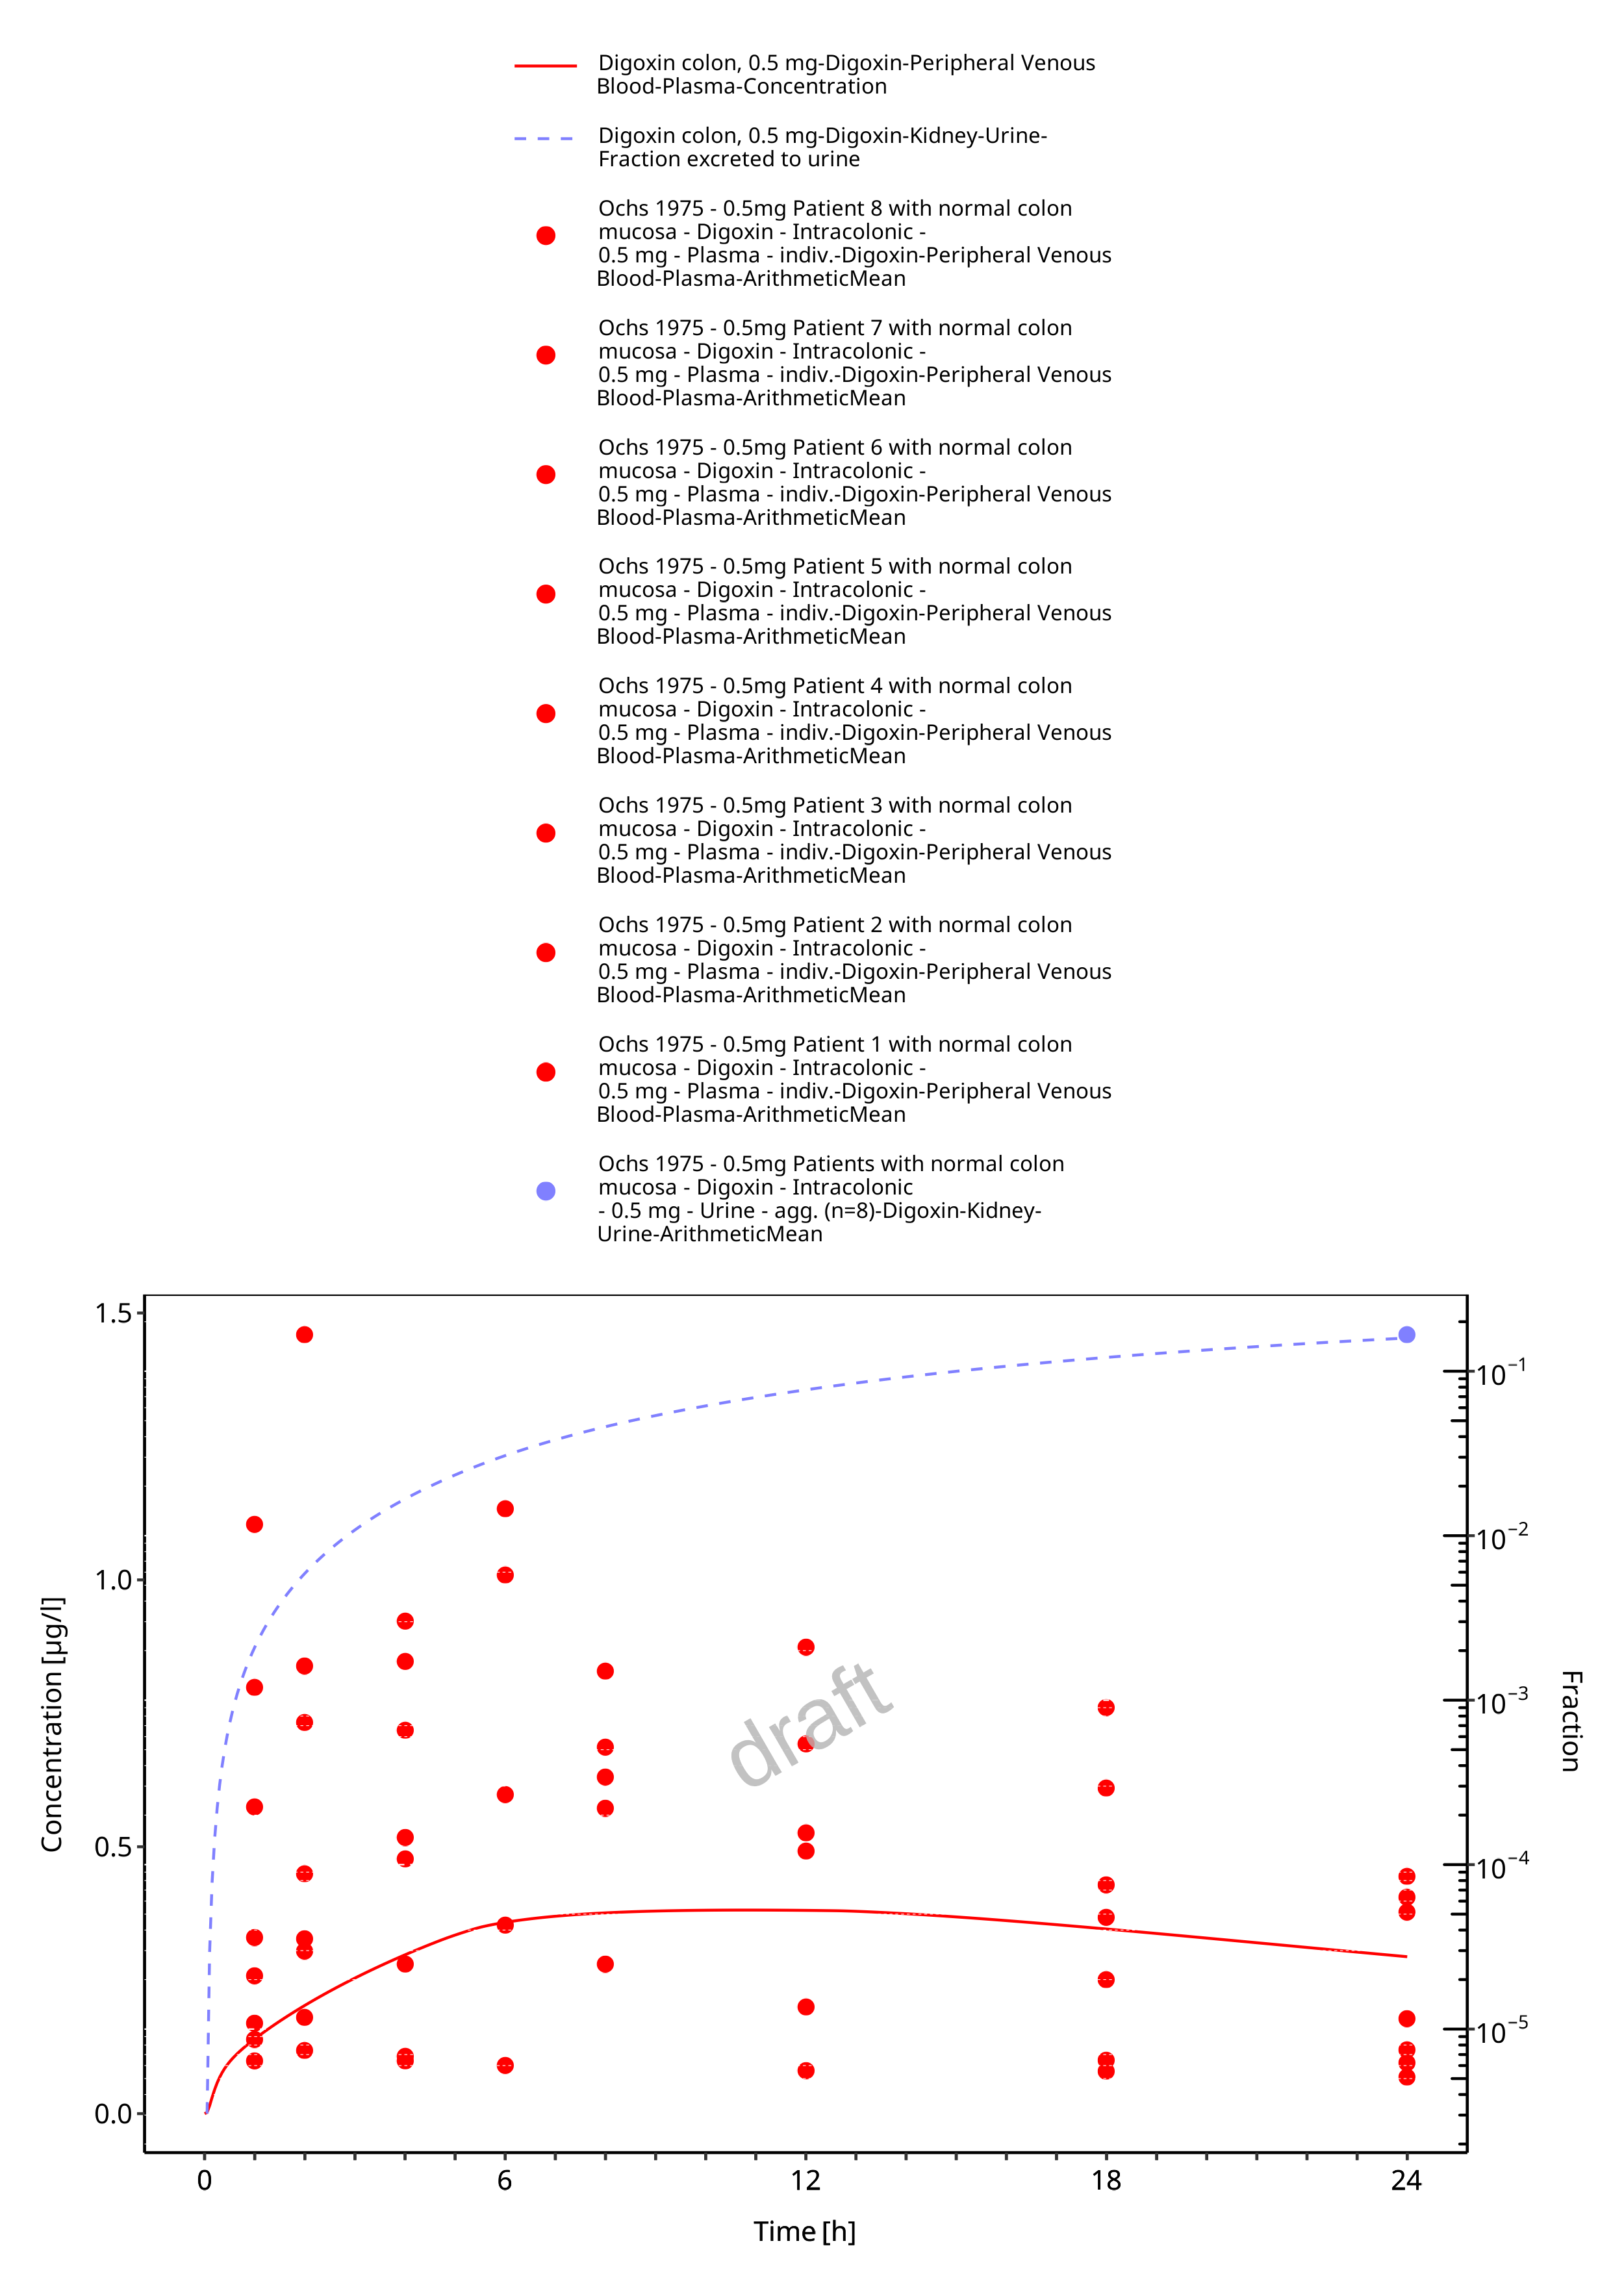 Digoxin colon, 0.5 mg-Digoxin-Peripheral Venous
Blood-Plasma-Concentration
Digoxin colon, 0.5 mg-Digoxin-Kidney-Urine-
Fraction excreted to urine
Ochs 1975 - 0.5mg Patient 8 with normal colon
mucosa - Digoxin - Intracolonic -
0.5 mg - Plasma - indiv.-Digoxin-Peripheral Venous
Blood-Plasma-ArithmeticMean
Ochs 1975 - 0.5mg Patient 7 with normal colon
mucosa - Digoxin - Intracolonic -
0.5 mg - Plasma - indiv.-Digoxin-Peripheral Venous
Blood-Plasma-ArithmeticMean
Ochs 1975 - 0.5mg Patient 6 with normal colon
mucosa - Digoxin - Intracolonic -
0.5 mg - Plasma - indiv.-Digoxin-Peripheral Venous
Blood-Plasma-ArithmeticMean
Ochs 1975 - 0.5mg Patient 5 with normal colon
mucosa - Digoxin - Intracolonic -
0.5 mg - Plasma - indiv.-Digoxin-Peripheral Venous
Blood-Plasma-ArithmeticMean
Ochs 1975 - 0.5mg Patient 4 with normal colon
mucosa - Digoxin - Intracolonic -
0.5 mg - Plasma - indiv.-Digoxin-Peripheral Venous
Blood-Plasma-ArithmeticMean
Ochs 1975 - 0.5mg Patient 3 with normal colon
mucosa - Digoxin - Intracolonic -
0.5 mg - Plasma - indiv.-Digoxin-Peripheral Venous
Blood-Plasma-ArithmeticMean
Ochs 1975 - 0.5mg Patient 2 with normal colon
mucosa - Digoxin - Intracolonic -
0.5 mg - Plasma - indiv.-Digoxin-Peripheral Venous
Blood-Plasma-ArithmeticMean
Ochs 1975 - 0.5mg Patient 1 with normal colon
mucosa - Digoxin - Intracolonic -
0.5 mg - Plasma - indiv.-Digoxin-Peripheral Venous
Blood-Plasma-ArithmeticMean
Ochs 1975 - 0.5mg Patients with normal colon
mucosa - Digoxin - Intracolonic
- 0.5 mg - Urine - agg. (n=8)-Digoxin-Kidney-
Urine-ArithmeticMean
1.5
1.0
0.5
0.0
Concentration [µg/l]
draft
10⁻¹
10⁻²
10⁻³
10⁻⁴
10⁻⁵
Fraction
0 6 12 18 24
Time [h]